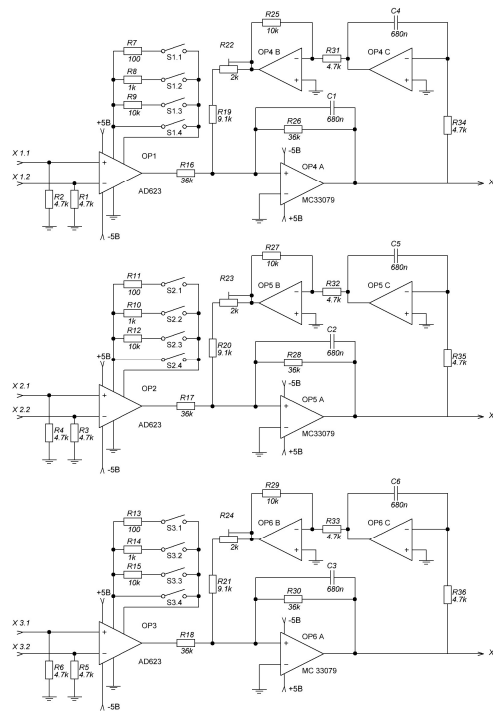 C4
R25
680n
R7
10k
100
S1.1
R22
OP4 B
R31
4.7k
OP4 C
R8
1k
S1.2
2k
R9
10k
S1.3
R19
9.1k
C1
680n
R34
4.7k
S1.4
+5B
R26
36k
-5B
X 1.1
OP1
R16
36k
OP4 A
X 1.2
X
R2
4.7k
R1
4.7k
AD623
MC33079
-5B
+5B
C5
R27
680n
R11
10k
100
S2.1
R23
OP5 B
R32
4.7k
OP5 C
R10
1k
S2.2
2k
R12
10k
S2.3
R20
9.1k
C2
680n
R35
4.7k
S2.4
+5B
R28
36k
-5B
X 2.1
OP2
R17
36k
OP5 A
X 2.2
X
R4
4.7k
R3
4.7k
AD623
MC33079
-5B
+5B
C6
R29
680n
R13
10k
100
S3.1
R24
OP6 B
R33
4.7k
OP6 C
R14
1k
S3.2
2k
R15
10k
S3.3
R21
9.1k
C3
680n
R36
4.7k
S3.4
+5B
R30
36k
-5B
X 3.1
OP3
R18
36k
OP6 A
X 3.2
X
R6
4.7k
R5
4.7k
AD623
MC 33079
-5B
+5B